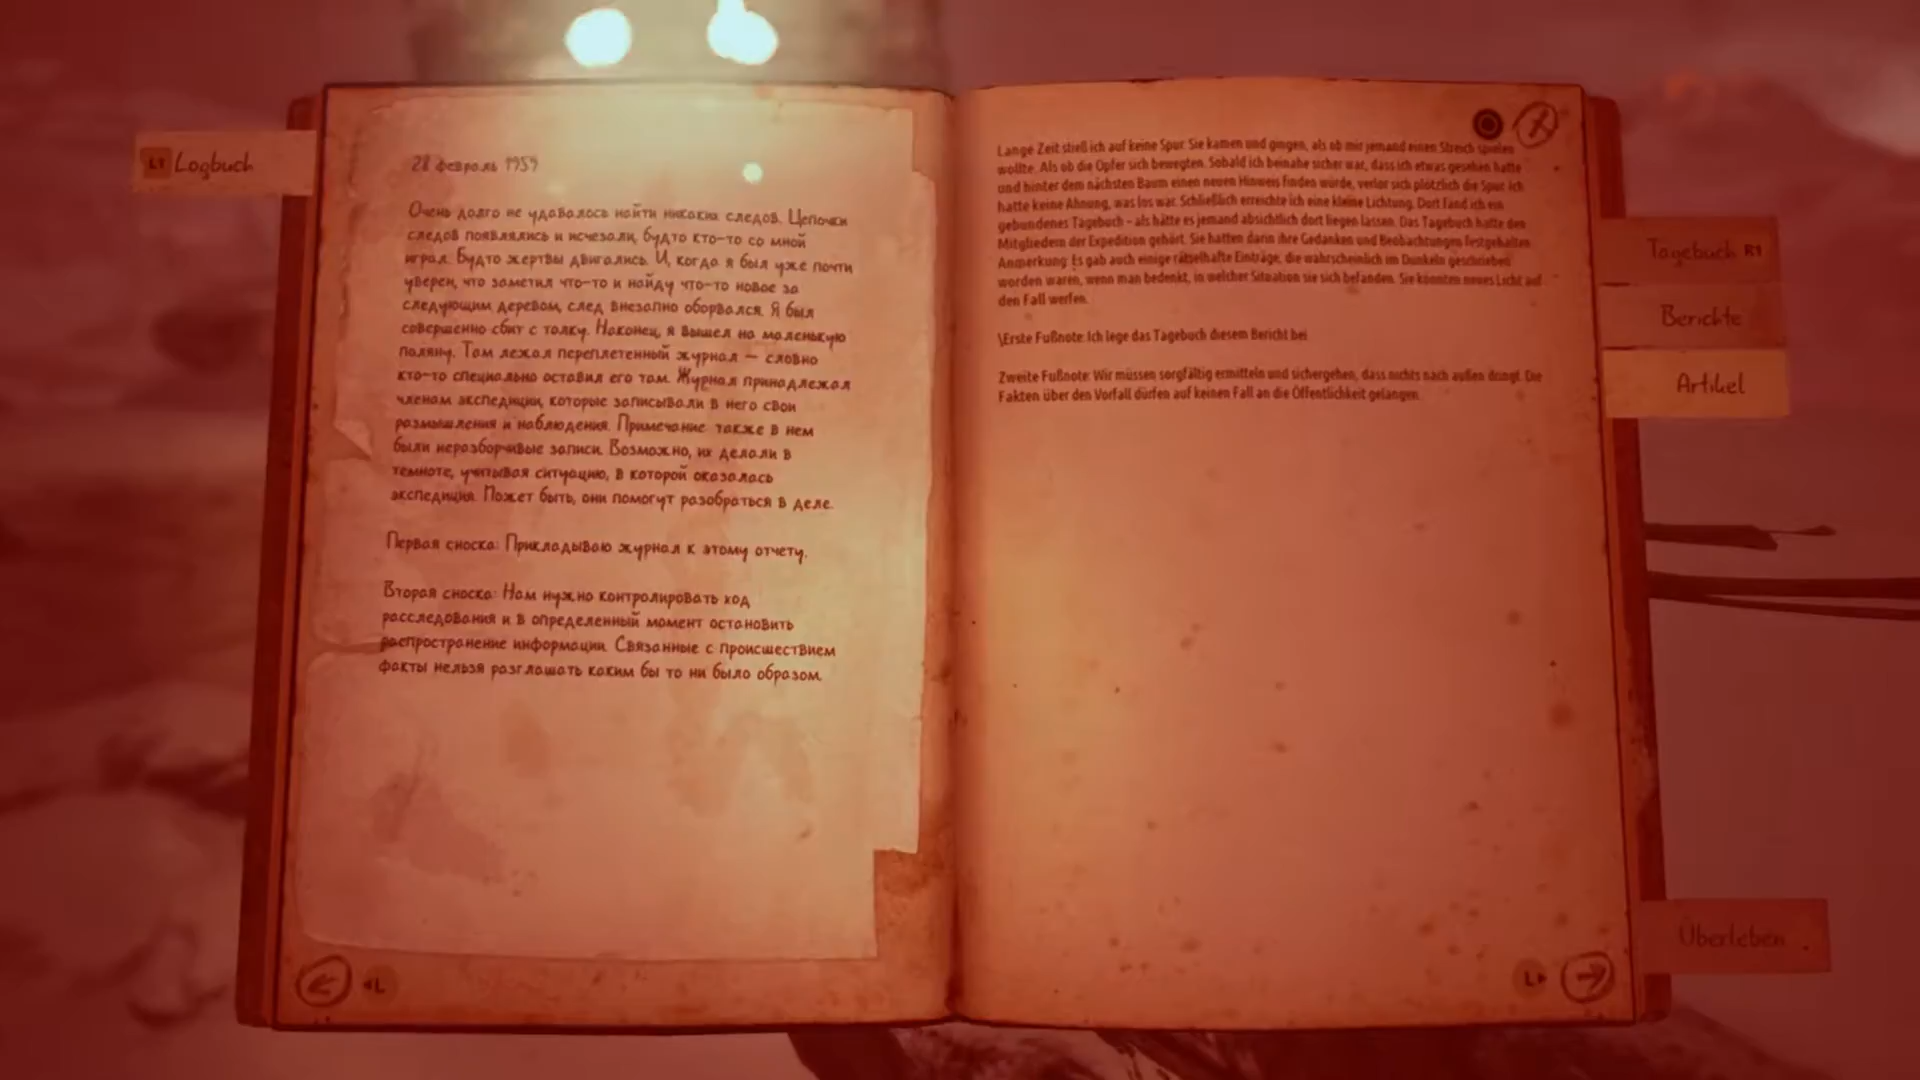 L1 Logbuch
28 февраль 1959
Очень долго не удавалось найти никаких следов. Цепочки
следов появлялись и исчезали, будто кто-то со мной
играл. Будто жертвы двигались. И, когда я был уже почти
уверен, что заметил что-то и найду что-то новое за
следующим деревом, след внезапно оборвался. Я был
совершенно сбит с толку. Наконец, я вышел на маленькую
поляну. Там лежал переплетенный журнал — словно
кто-то специально оставил его там. Журнал принадлежал
членам экспедиции, которые записывали в него свои
размышления и наблюдения. Примечание: также в нем
были неразборчивые записи. Возможно, их делали в
темноте, учитывая ситуацию, в которой оказалась
экспедиция. Может быть, они помогут разобраться в деле.
Первая сноска: Прикладываю журнал к этому отчету.
Вторая сноска: Нам нужно контролировать ход
расследования и в определенный момент остановить
распространение информации. Связанные с происшествием
факты нельзя разглашать каким бы то ни было образом.
◄L
Lange Zeit stieß ich auf keine Spur. Sie kamen und gingen, als ob mir jemand einen Streich spielen
wollte. Als ob die Opfer sich bewegten. Sobald ich beinahe sicher war, dass ich etwas gesehen hatte
und hinter dem nächsten Baum einen neuen Hinweis finden würde, verlor sich plötzlich die Spur. Ich
hatte keine Ahnung, was los war. Schließlich erreichte ich eine kleine Lichtung. Dort fand ich ein
gebundenes Tagebuch – als hätte es jemand absichtlich dort liegen lassen. Das Tagebuch hatte den
Mitgliedern der Expedition gehört. Sie hatten darin ihre Gedanken und Beobachtungen festgehalten.
Anmerkung: Es gab auch einige rätselhafte Einträge, die wahrscheinlich im Dunkeln geschrieben
worden waren, wenn man bedenkt, in welcher Situation sie sich befanden. Sie könnten neues Licht auf
den Fall werfen.
\Erste Fußnote: Ich lege das Tagebuch diesem Bericht bei.
Zweite Fußnote: Wir müssen sorgfältig ermitteln und sichergehen, dass nichts nach außen dringt. Die
Fakten über den Vorfall dürfen auf keinen Fall an die Öffentlichkeit gelangen.
Tagebuch R1
Berichte
Artikel
Überleben
L►